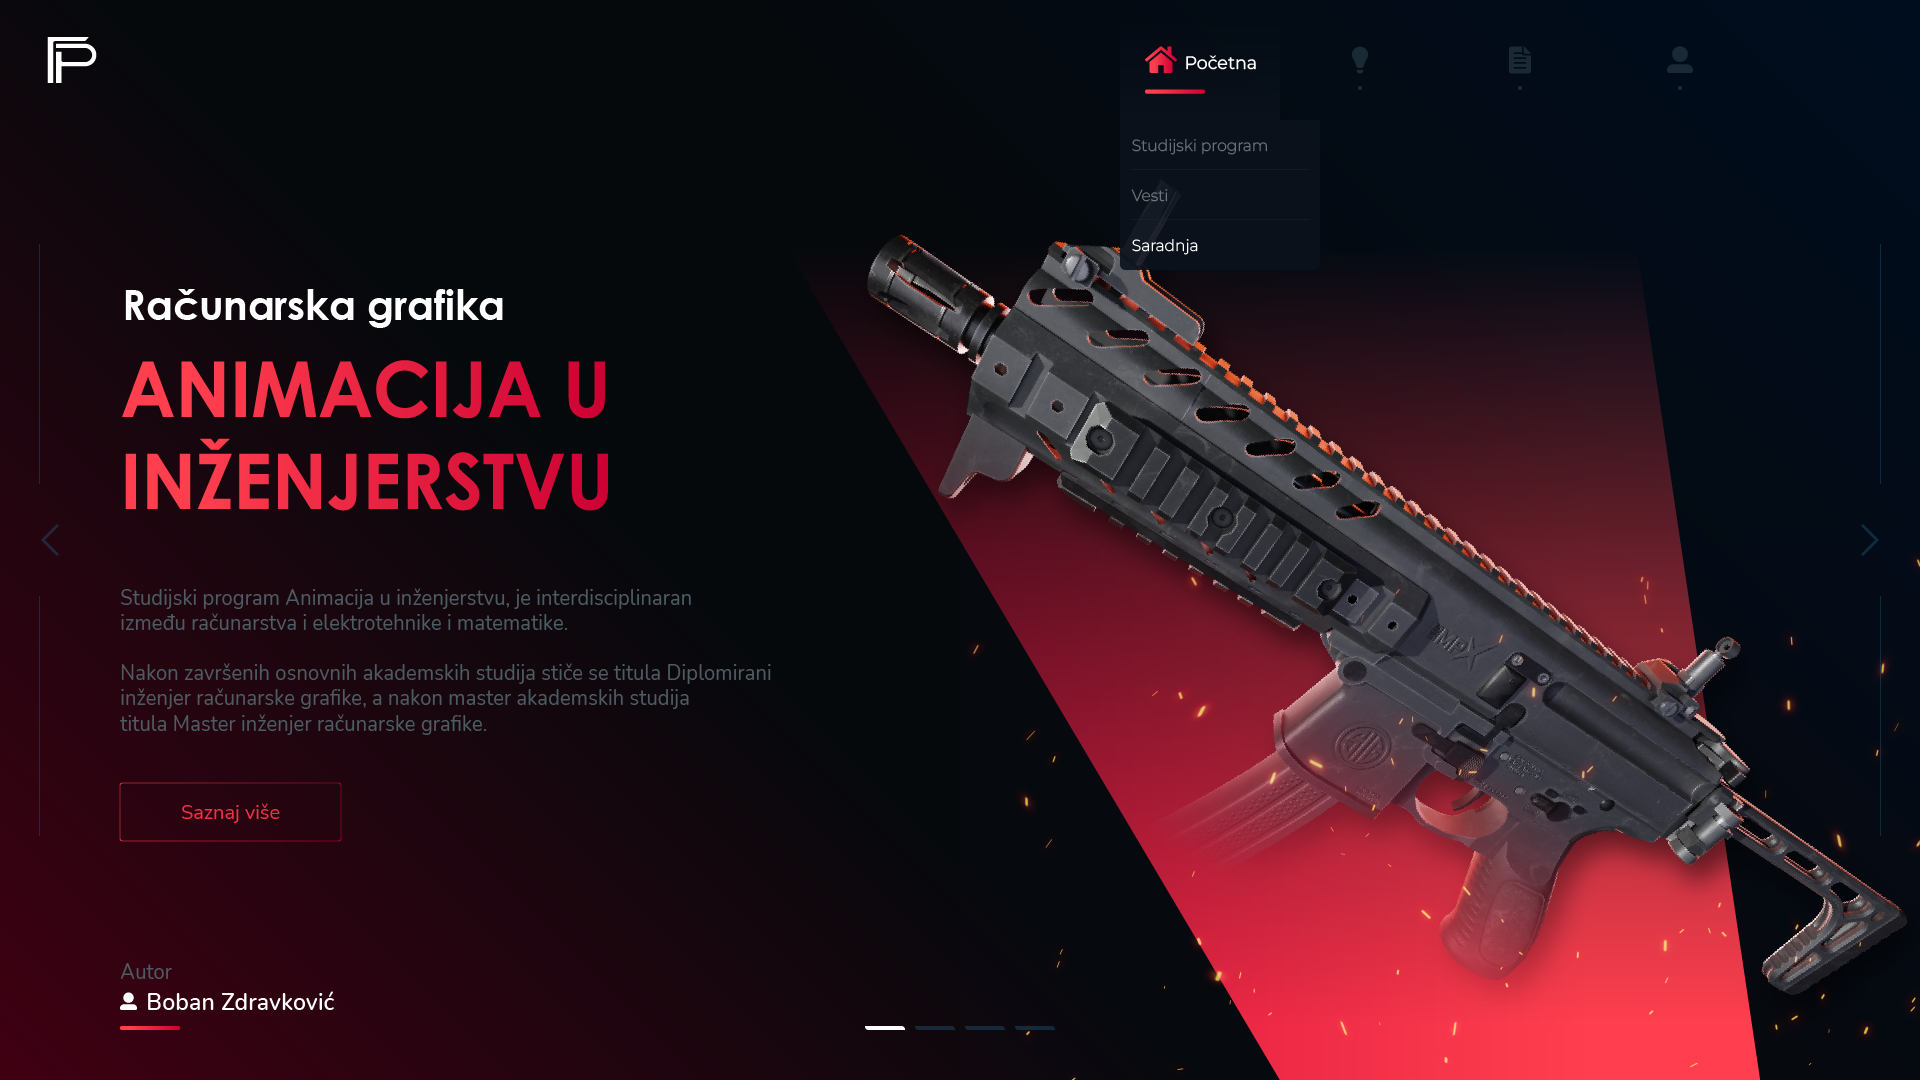 Početna
Studijski program
Vesti
Saradnja
Računarska grafika
ANIMACIJA U
INŽENJERSTVU
Studijski program Animacija u inženjerstvu, je interdisciplinaran
između računarstva i elektrotehnike i matematike.
Nakon završenih osnovnih akademskih studija stiče se titula Diplomirani
inženjer računarske grafike, a nakon master akademskih studija
titula Master inženjer računarske grafike.
Saznaj više
MPX
SIG
Autor
Boban Zdravković